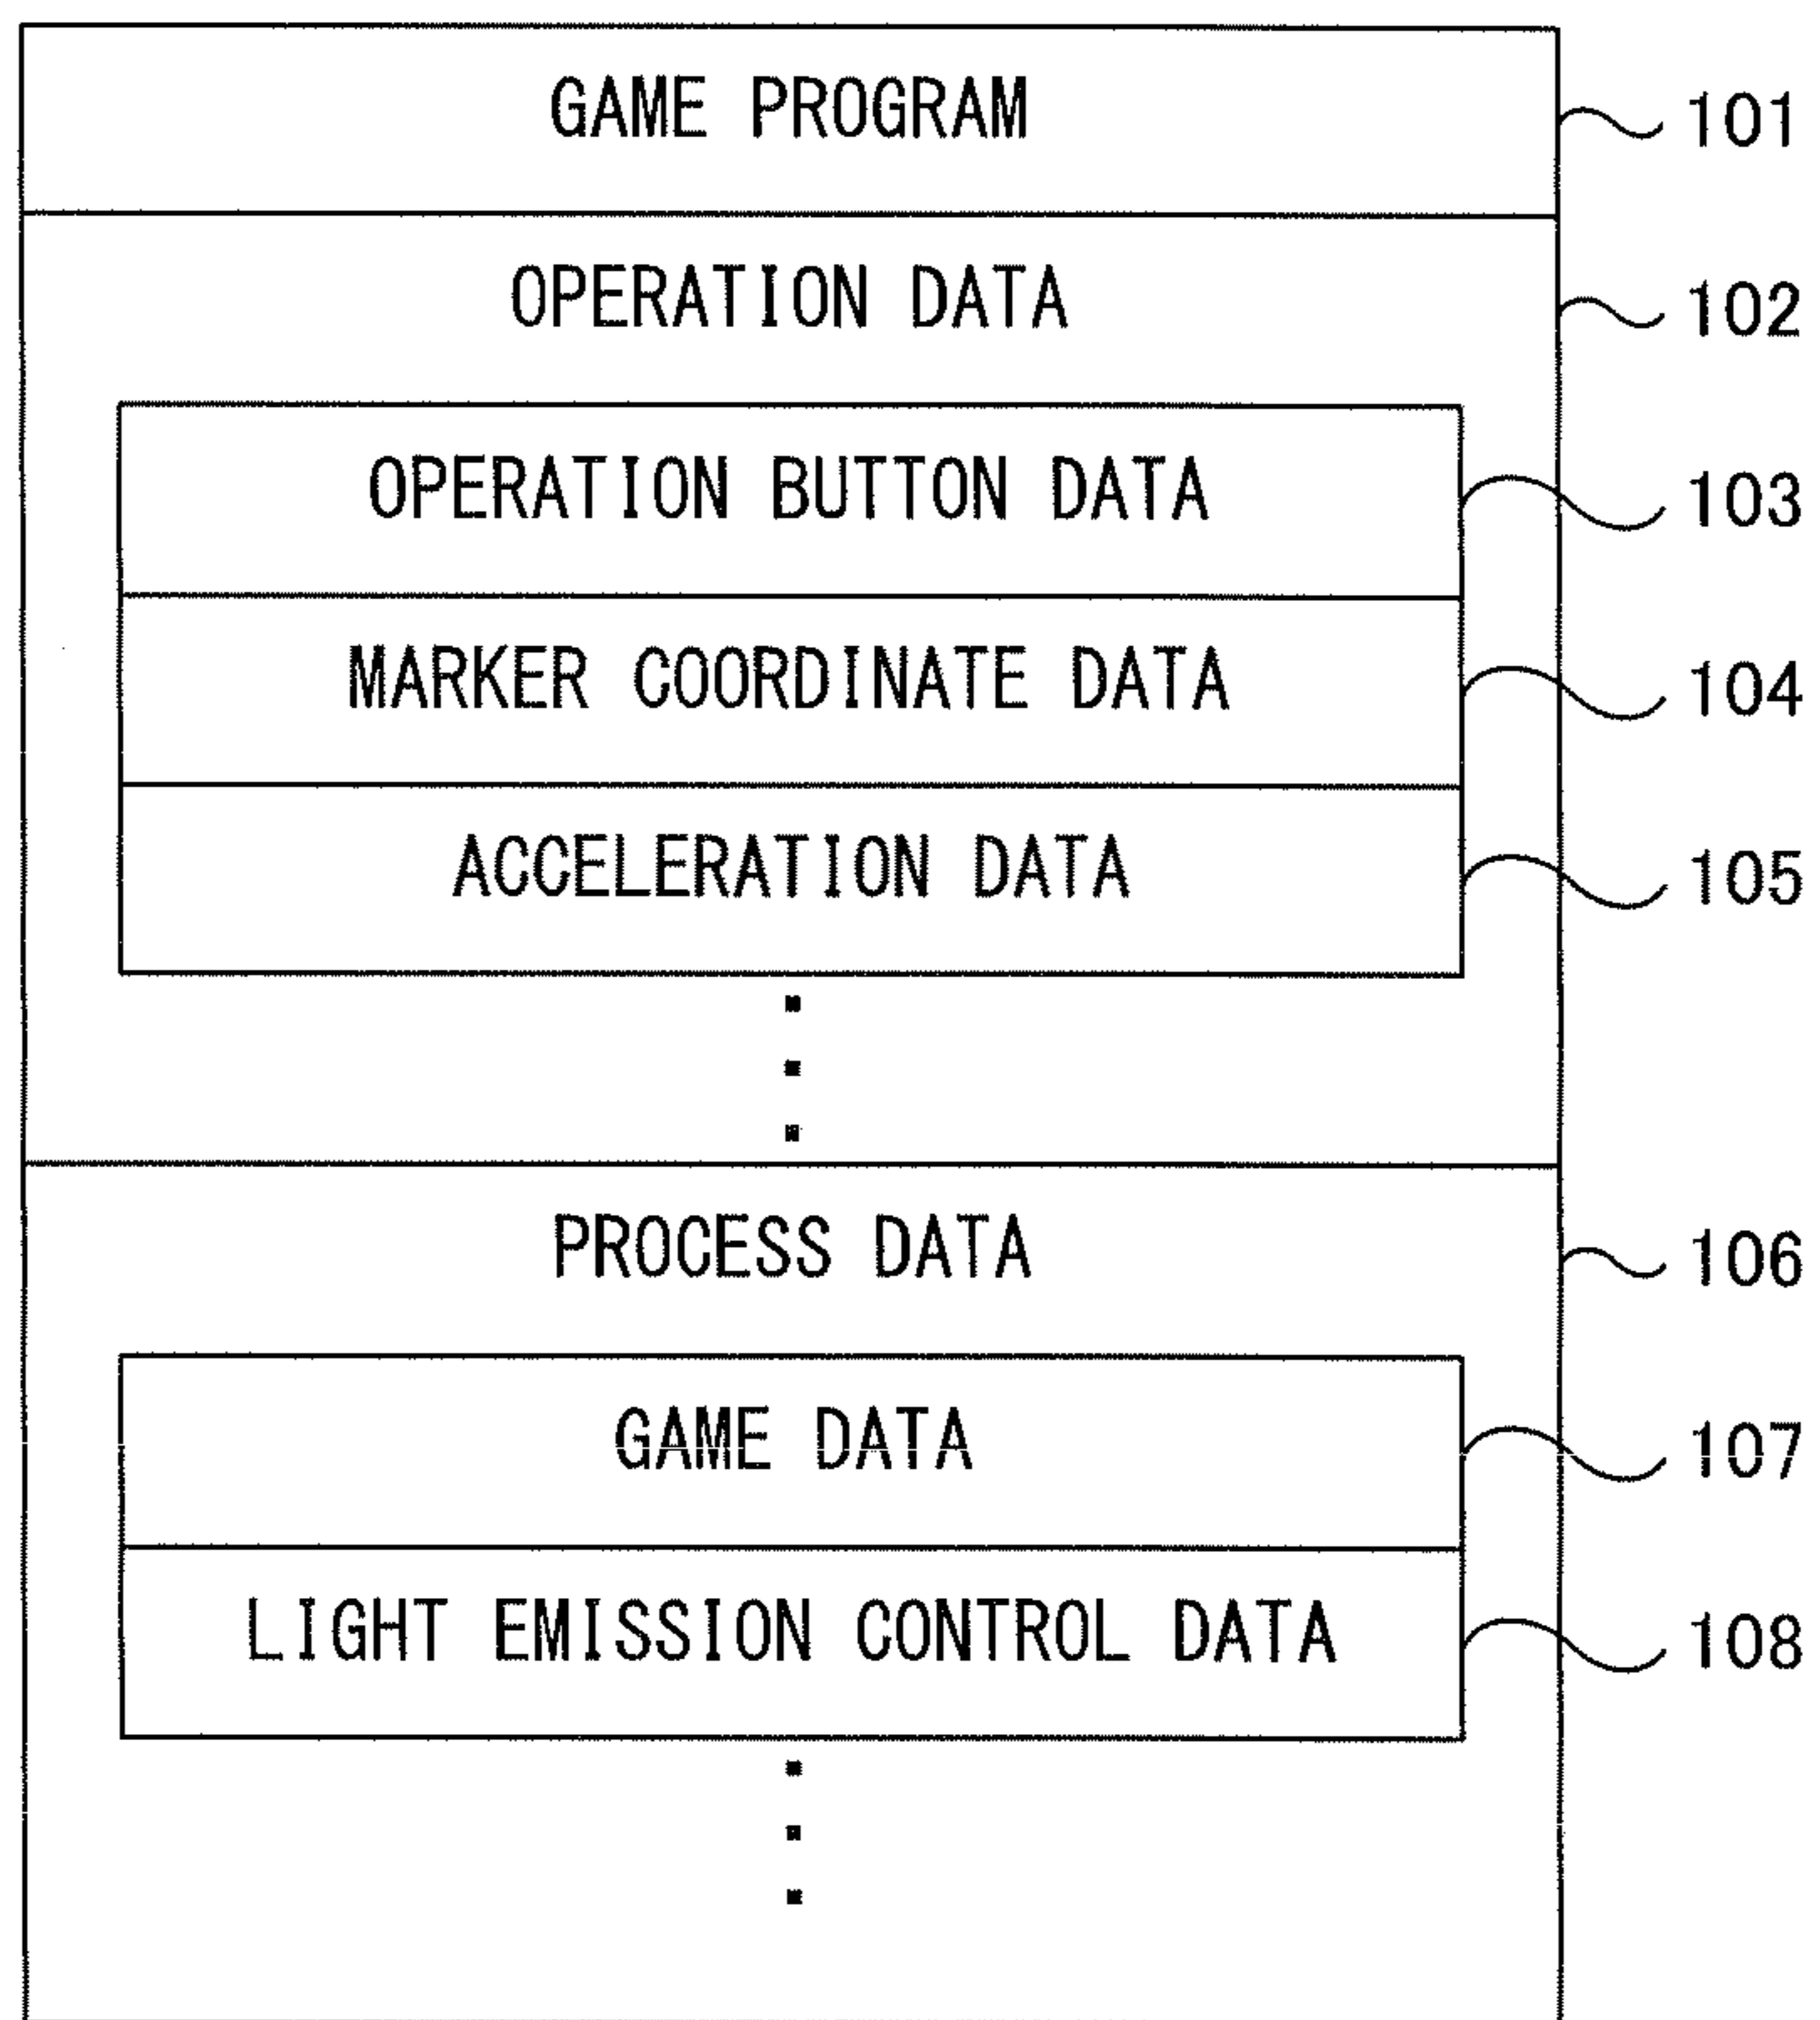 GAME PROGRAM 101
OPERATION DATA 102
OPERATION BUTTON DATA 103
MARKER COORDINATE DATA 104
ACCELERATION DATA 105
PROCESS DATA 106
GAME DATA 107
LIGHT EMISSION CONTROL DATA 108